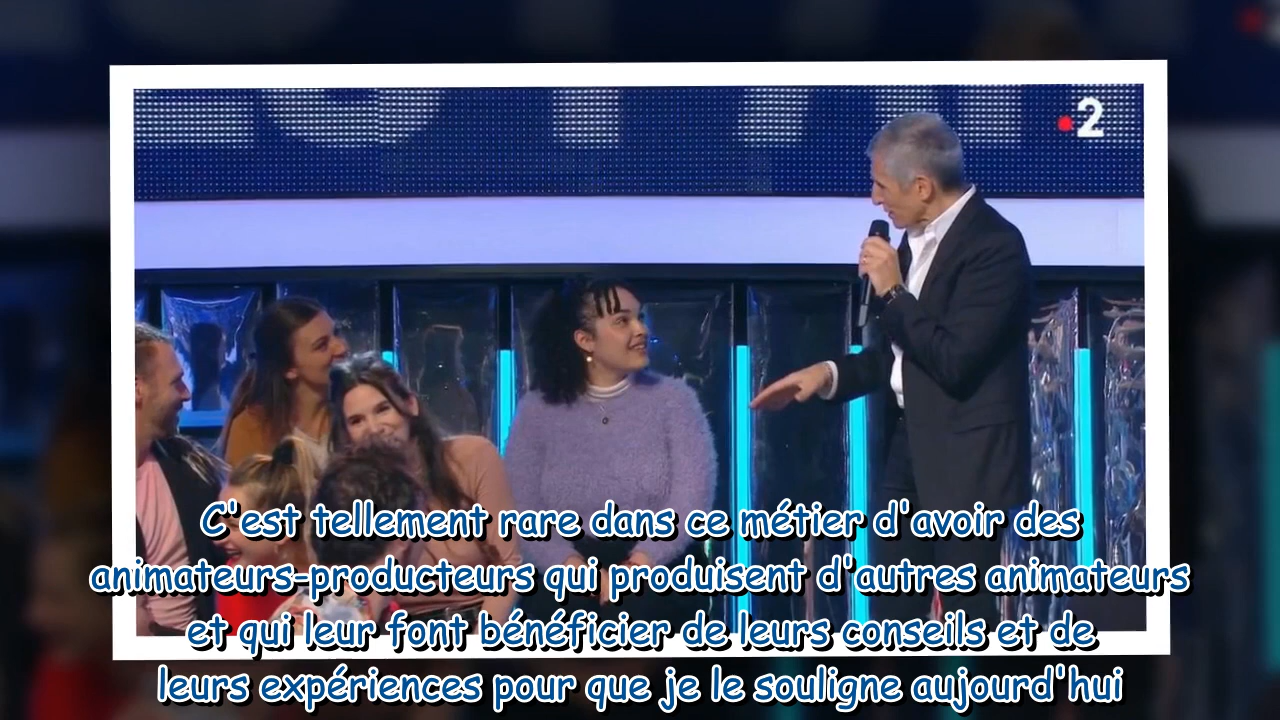 2
C'est tellement rare dans ce métier d'avoir des
animateurs-producteurs qui produisent d'autres animateurs
et qui leur font bénéficier de leurs conseils et de
leurs expériences pour que je le souligne aujourd'hui